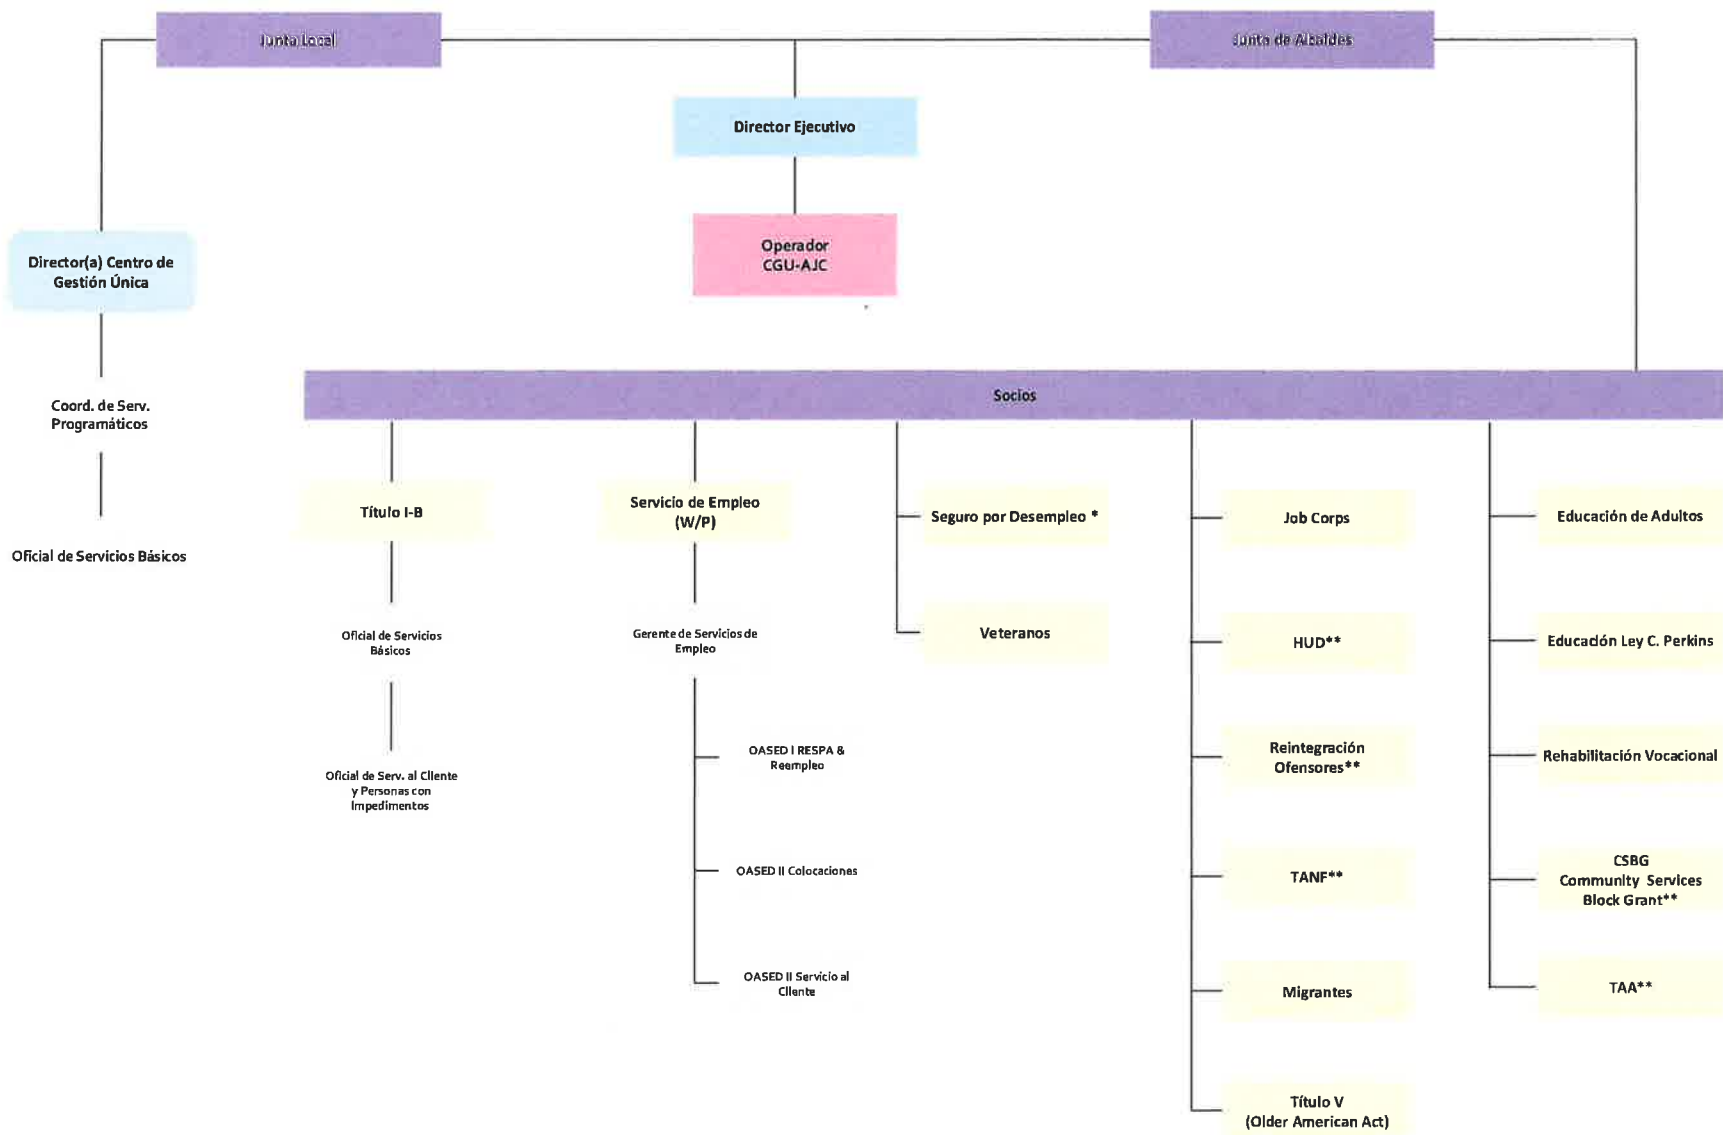 Junta Local
Junta de Alcaldes
Director Ejecutivo
Operador
CGU-AJC
Director(a) Centro de
Gestión Única
Coord. de Serv.
Programáticos
Oficial de Servicios Básicos
Socios
Título I-B
Oficial de Servicios
Básicos
Oficial de Serv. al Cliente
y Personas con
Impedimentos
Servicio de Empleo
(W/P)
Gerente de Servicios de
Empleo
OASED I RESPA &
Reempleo
OASED II Colocaciones
OASED II Servicio al
Cliente
Seguro por Desempleo *
Veteranos
Job Corps
HUD**
Reintegración
Ofensores**
TANF**
Migrantes
Título V
(Older American Act)
Educación de Adultos
Educación Ley C. Perkins
Rehabilitación Vocacional
CSBG
Community Services
Block Grant**
TAA**